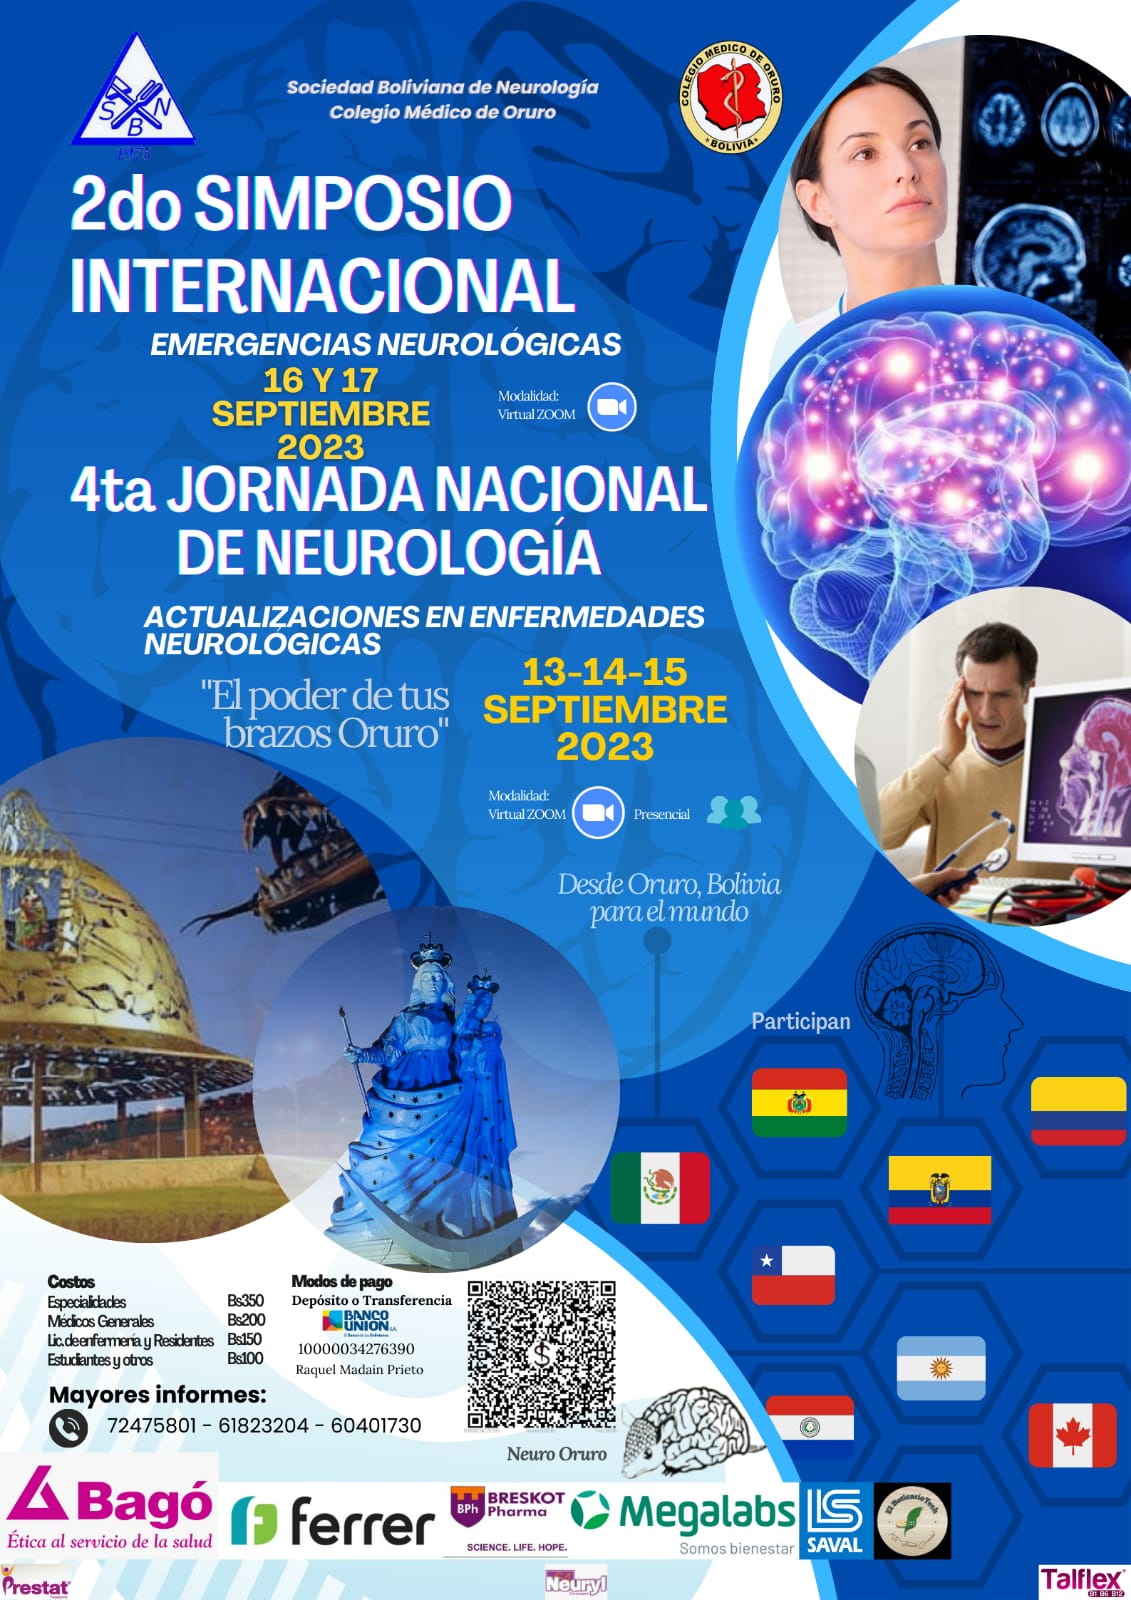 S N
B
1975
Sociedad Boliviana de Neurología
Colegio Médico de Oruro
COLEGIO MEDICO DE ORURO
BOLIVIA
2do SIMPOSIO
INTERNACIONAL
EMERGENCIAS NEUROLÓGICAS
16 Y 17
SEPTIEMBRE
2023
Modalidad:
Virtual ZOOM
4ta JORNADA NACIONAL
DE NEUROLOGÍA
ACTUALIZACIONES EN ENFERMEDADES
NEUROLÓGICAS
"El poder de tus
brazos Oruro"
13-14-15
SEPTIEMBRE
2023
Modalidad:
Virtual ZOOM
Presencial
Desde Oruro, Bolivia
para el mundo
Participan
Costos
Especialidades Bs350
Médicos Generales Bs200
Lic.de enfermería y Residentes Bs150
Estudiantes y otros Bs100
Modos de pago
Depósito o Transferencia
BANCO
UNION S.A.
10000034276390
Raquel Madain Prieto
Mayores informes:
72475801 - 61823204 - 60401730
Neuro Oruro
Bagó
Ética al servicio de la salud
ferrer
BPh
BRESKOT
Pharma
SCIENCE. LIFE. HOPE.
Megalabs
Somos bienestar
LS
SAVAL
Prestat
Neuryl
Talflex
B1 B6 B12